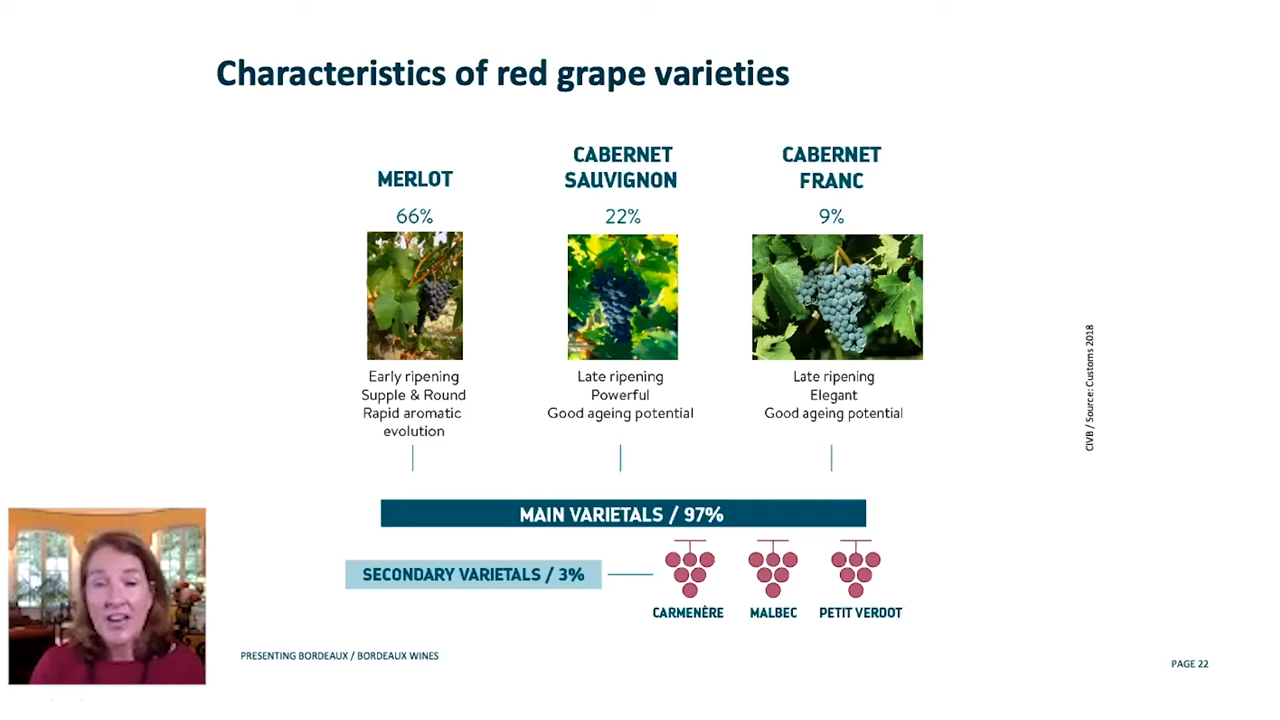 Characteristics of red grape varieties
MERLOT
66%
Early ripening
Supple & Round
Rapid aromatic
evolution
CABERNET
SAUVIGNON
22%
Late ripening
Powerful
Good ageing potential
CABERNET
FRANC
9%
Late ripening
Elegant
Good ageing potential
MAIN VARIETALS / 97%
SECONDARY VARIETALS / 3%
CARMENÈRE
MALBEC
PETIT VERDOT
CIVB / Source: Customs 2018
PRESENTING BORDEAUX / BORDEAUX WINES
PAGE 22